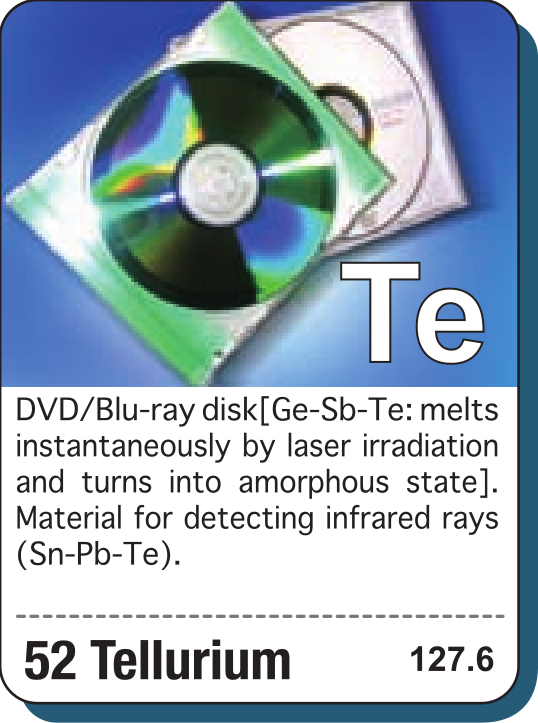 Te
DVD/Blu-ray disk[Ge-Sb-Te: melts
instantaneously by laser irradiation
and turns into amorphous state].
Material for detecting infrared rays
(Sn-Pb-Te).
52 Tellurium 127.6